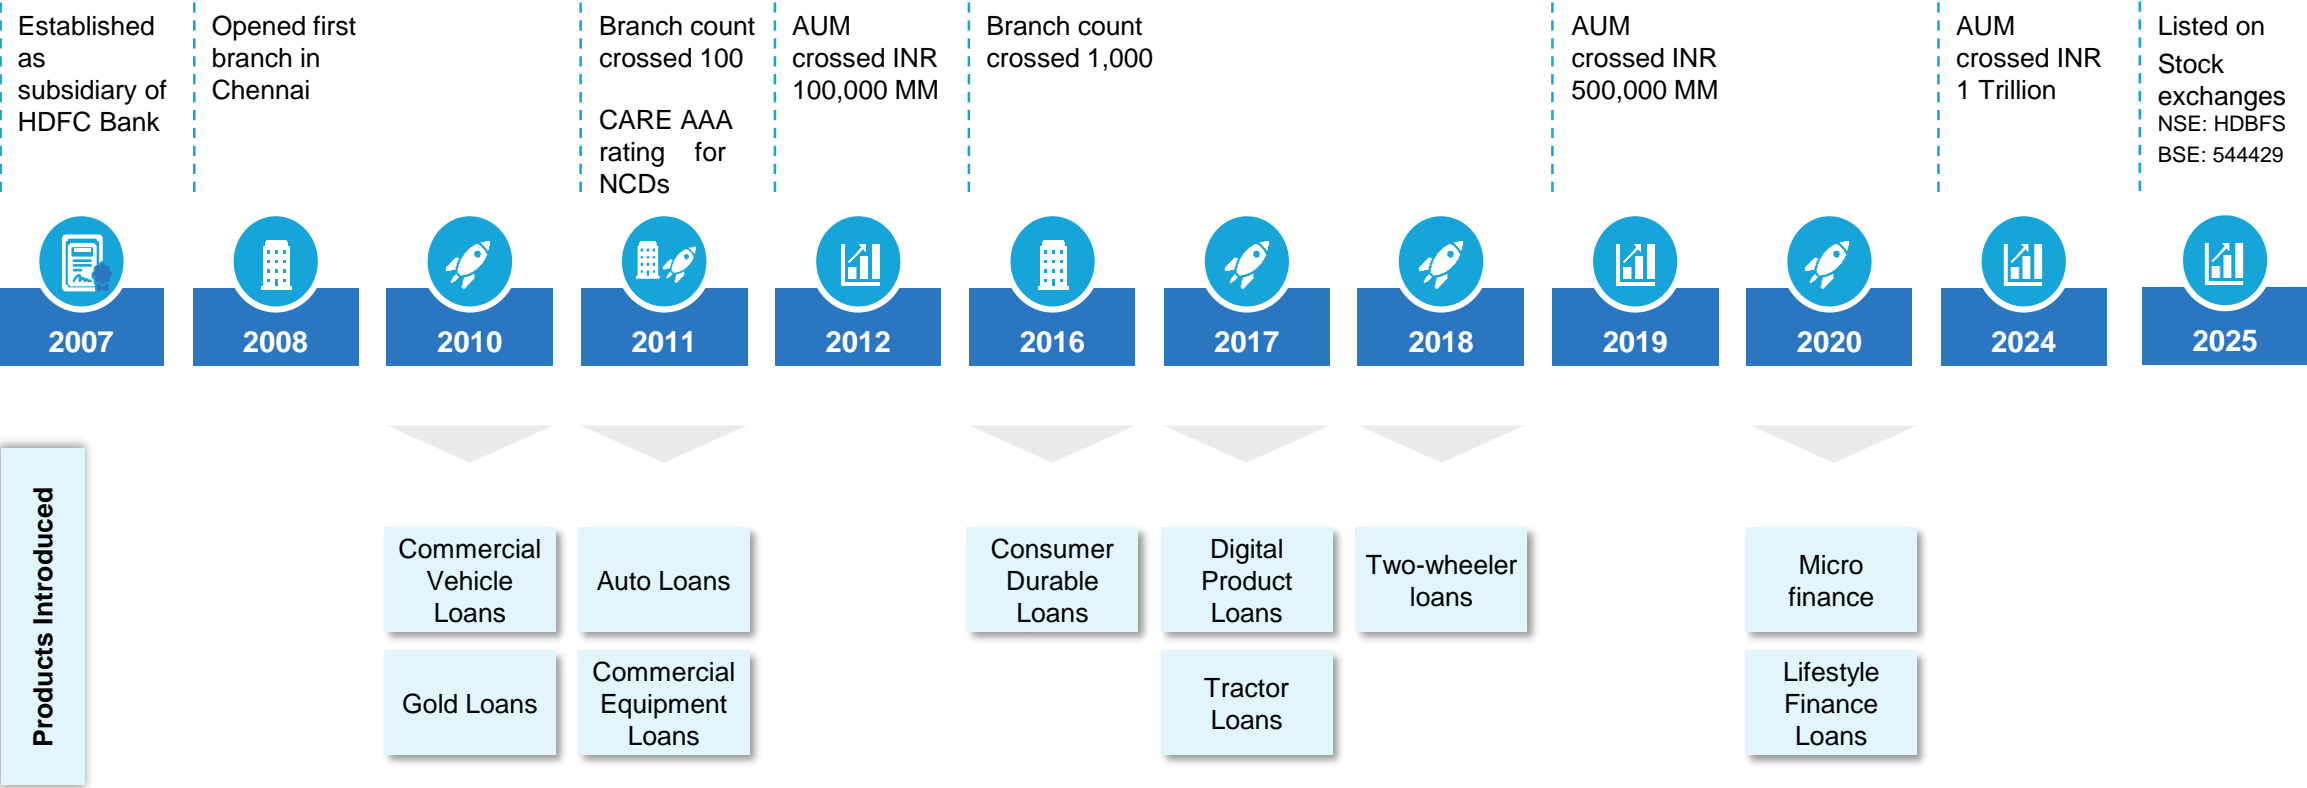 Established
as
subsidiary of
HDFC Bank
Opened first
branch in
Chennai
Branch count
crossed 100
CARE AAA
rating for
NCDs
AUM
crossed INR
100,000 MM
Branch count
crossed 1,000
AUM
crossed INR
500,000 MM
AUM
crossed INR
1 Trillion
Listed on
Stock
exchanges
NSE: HDBFS
BSE: 544429
2007
2008
2010
2011
2012
2016
2017
2018
2019
2020
2024
2025
Products Introduced
Commercial
Vehicle
Loans
Auto Loans
Consumer
Durable
Loans
Digital
Product
Loans
Two-wheeler
loans
Micro
finance
Gold Loans
Commercial
Equipment
Loans
Tractor
Loans
Lifestyle
Finance
Loans